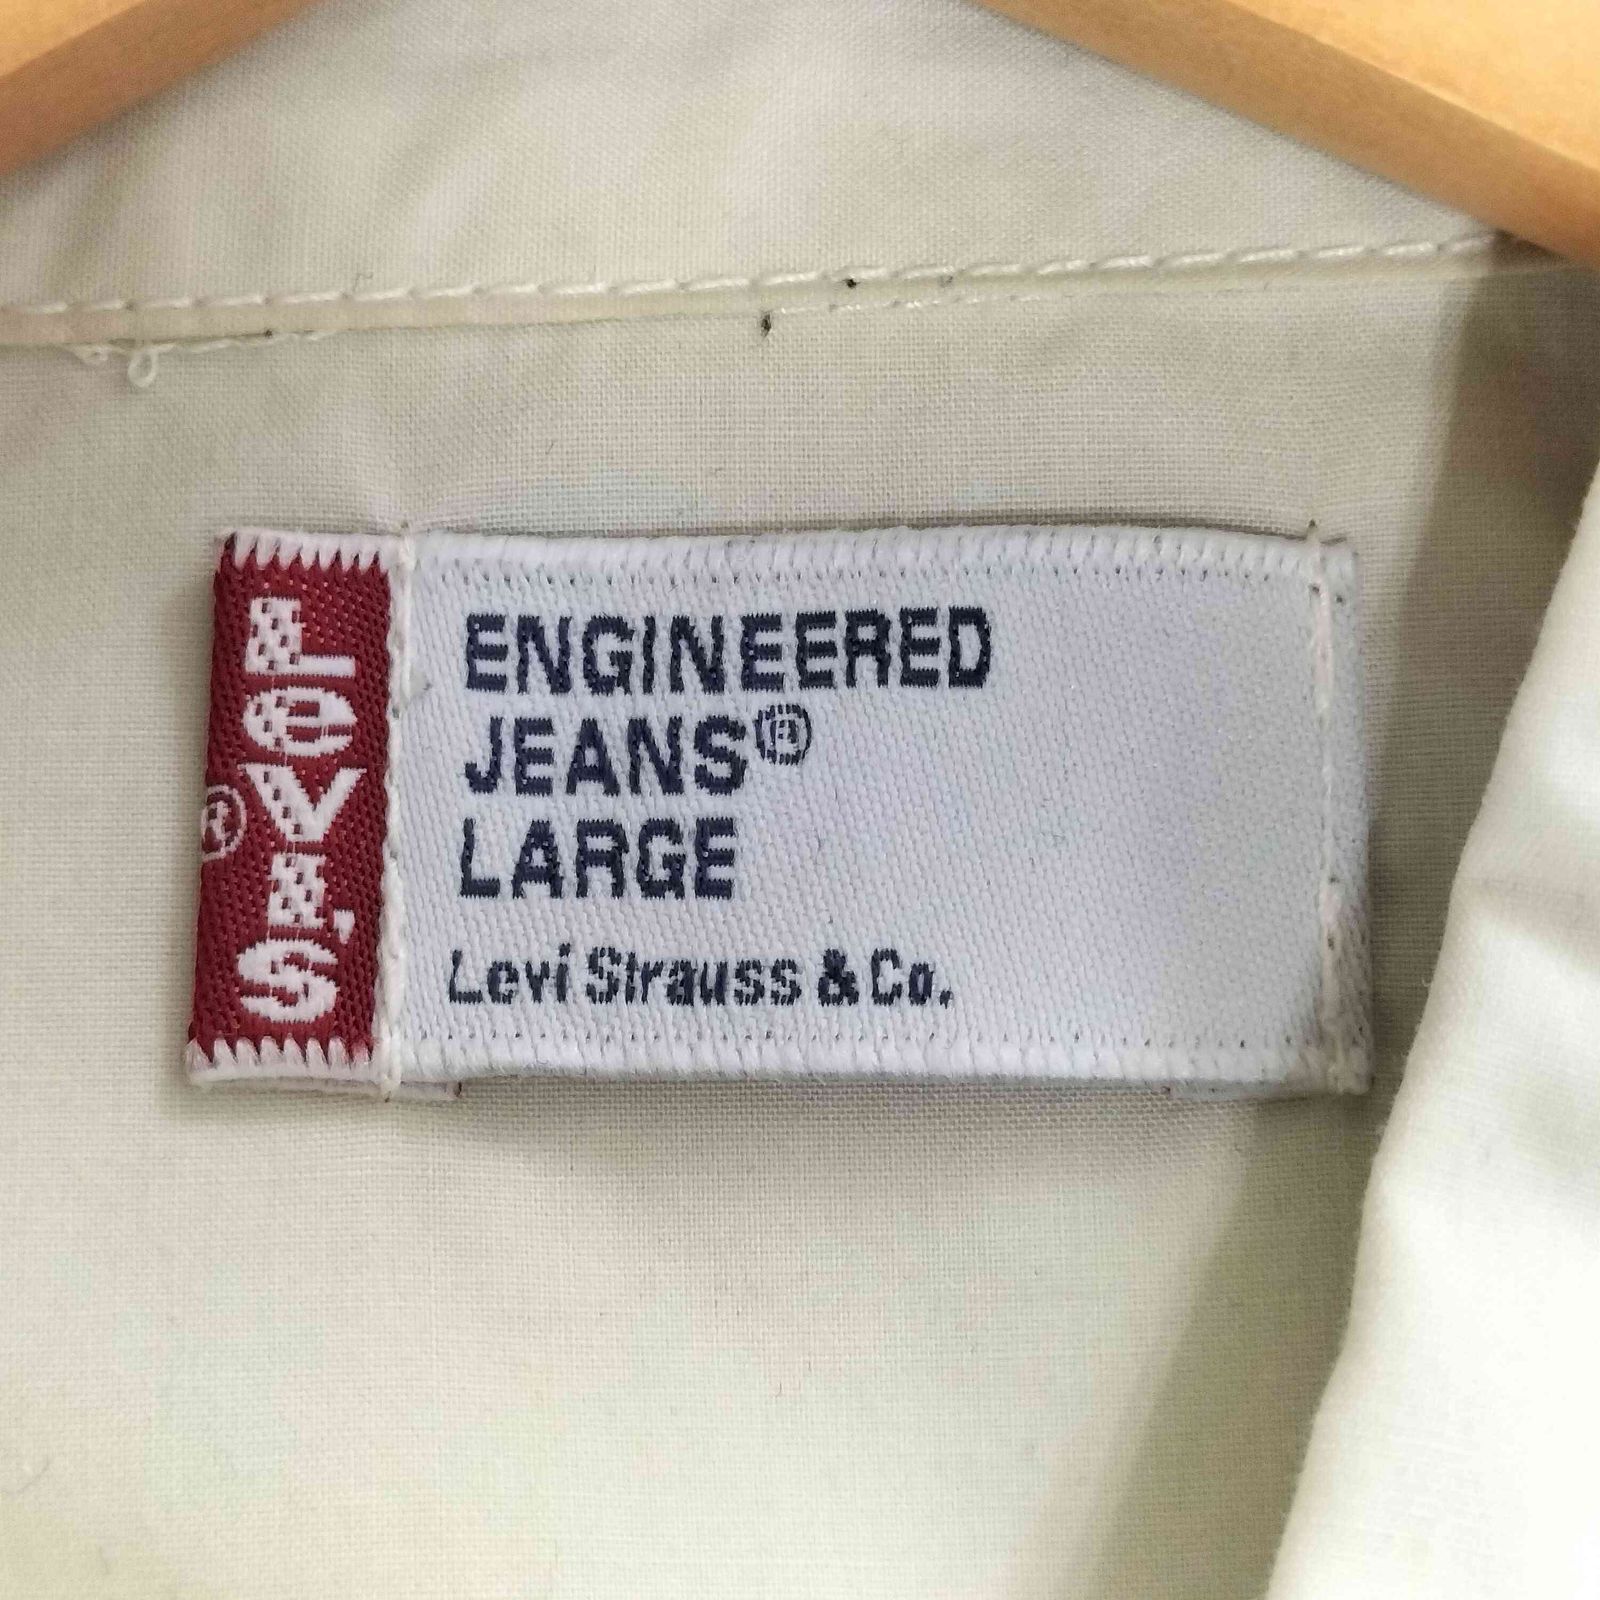 LEVI'S®
ENGINEERED
JEANS®
LARGE
Levi Strauss & Co.